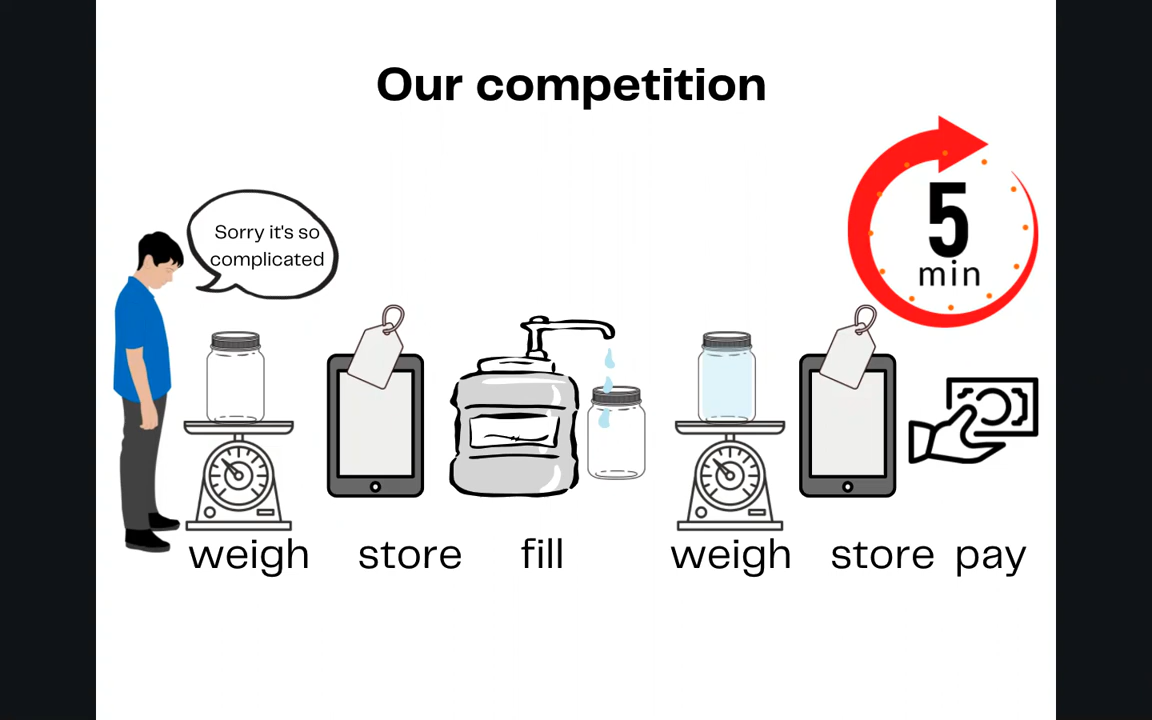 Our competition
Sorry it's so
complicated
5
min
weigh store fill weigh store pay